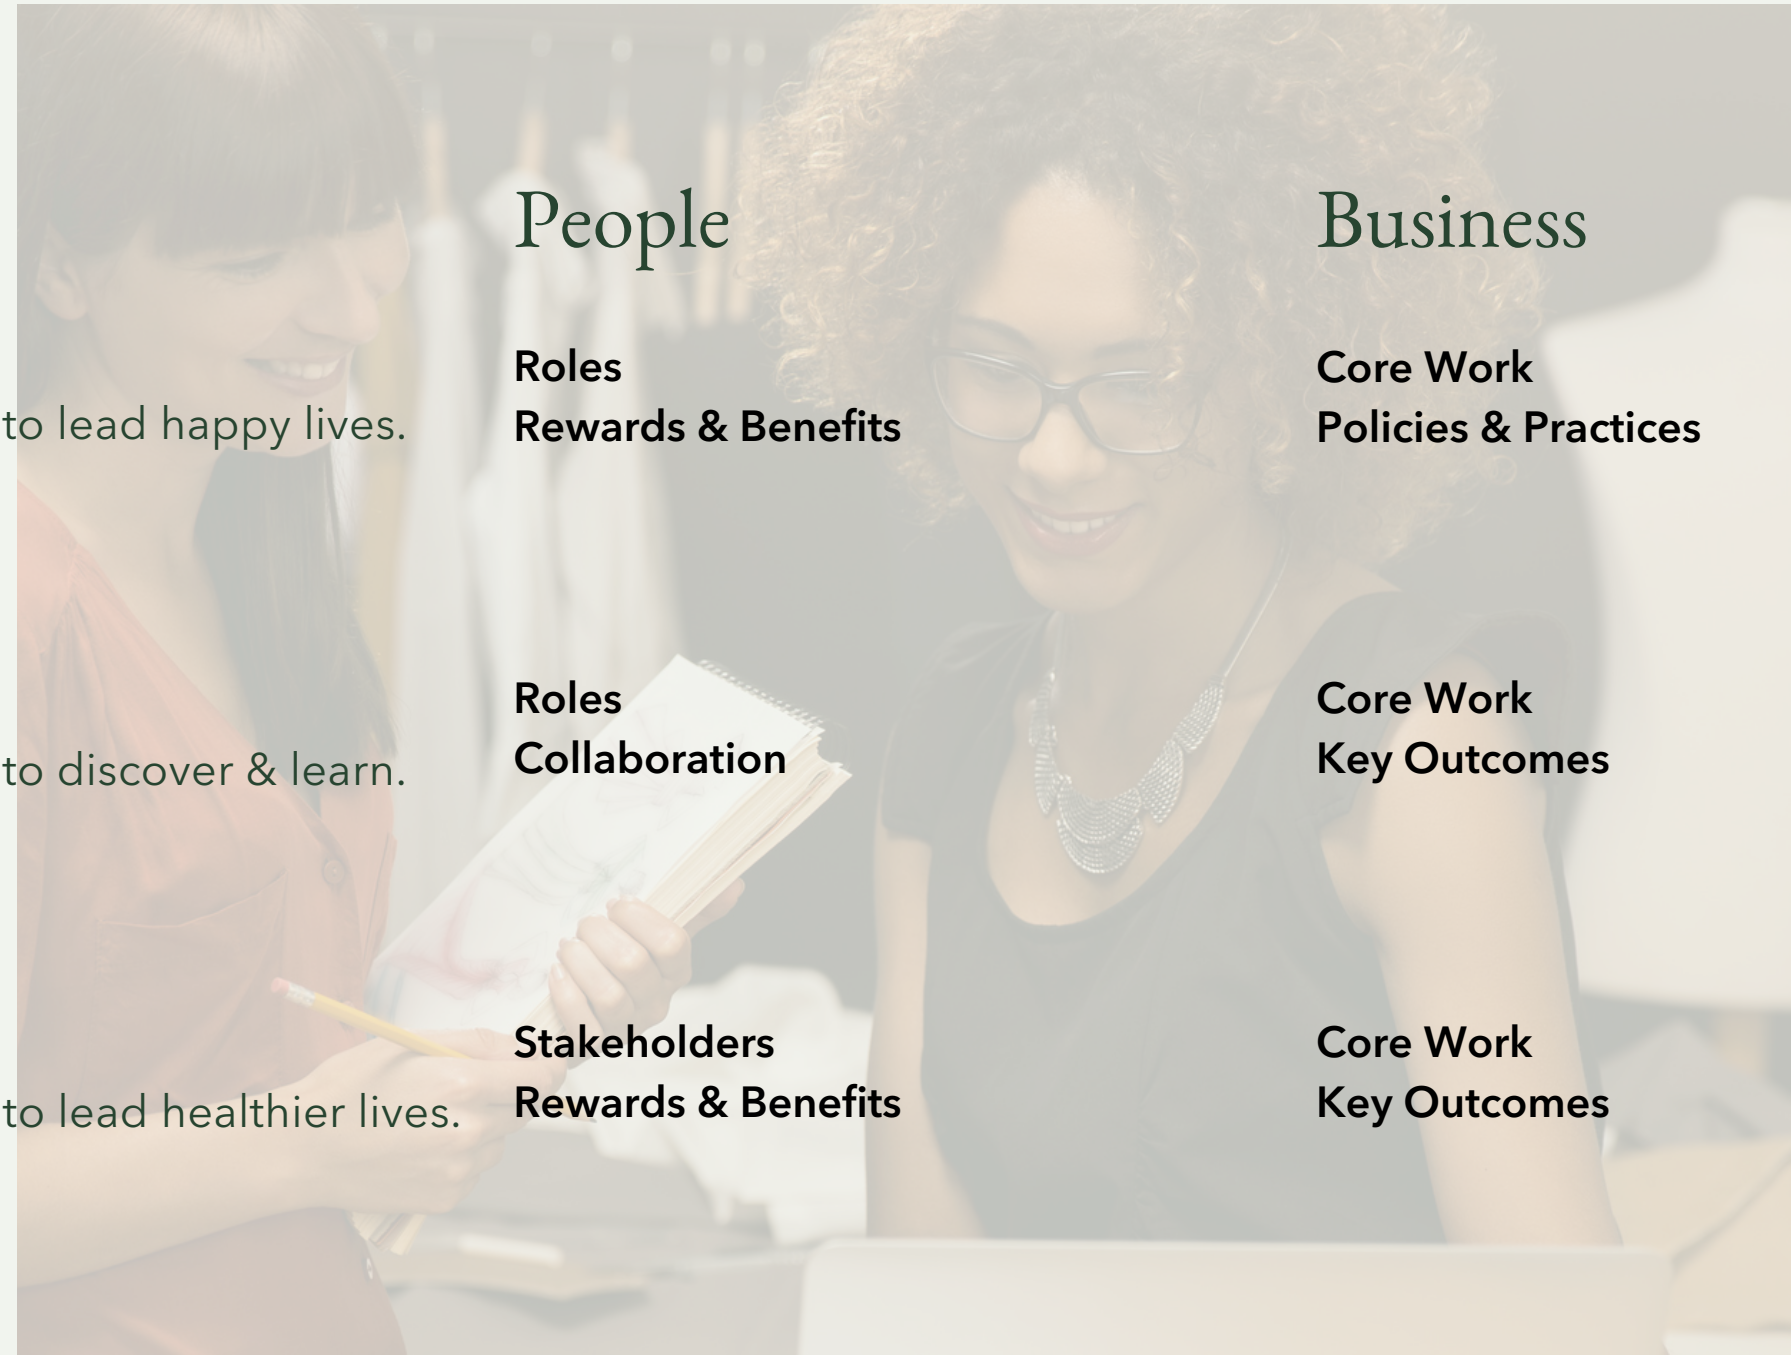 People
Business
Roles
Core Work
to lead happy lives.
Rewards & Benefits
Policies & Practices
Roles
Core Work
to discover & learn.
Collaboration
Key Outcomes
Stakeholders
Core Work
to lead healthier lives.
Rewards & Benefits
Key Outcomes